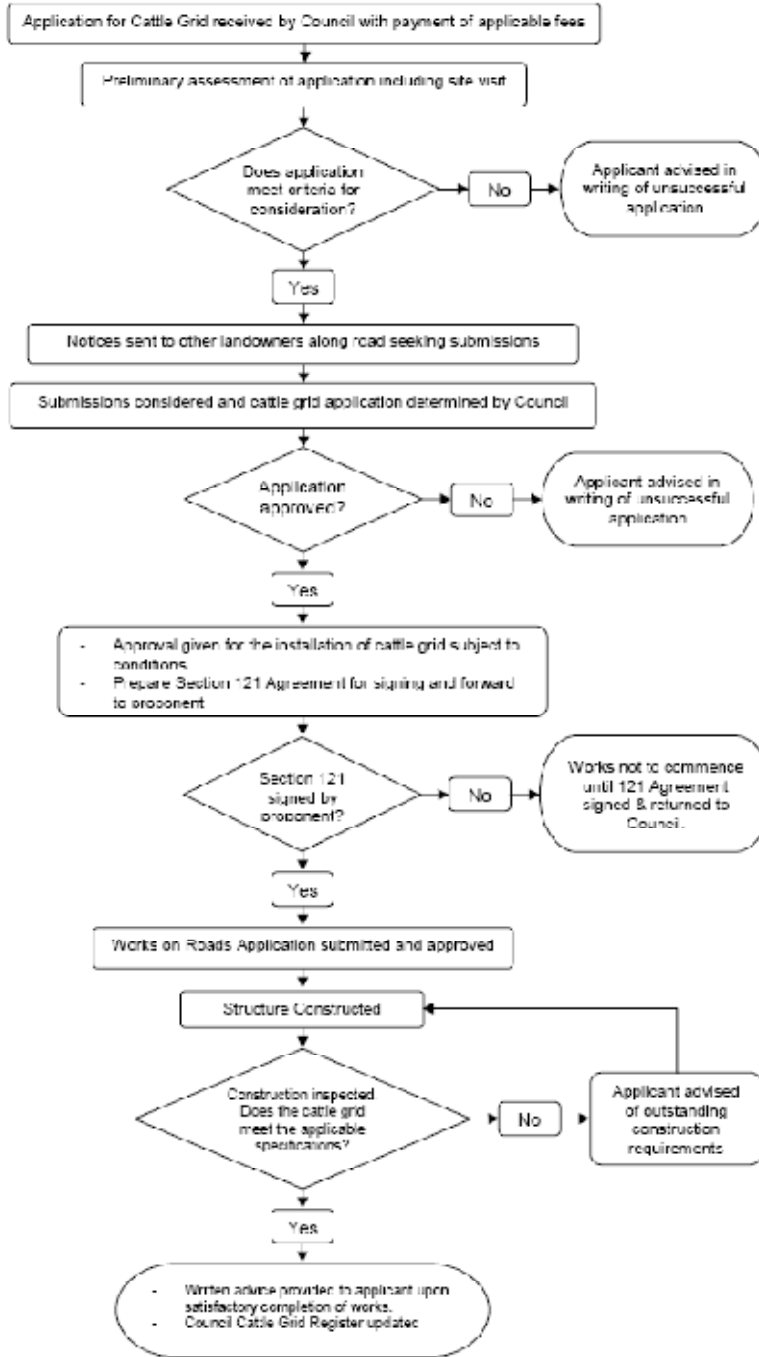 Application for Cattle Grid received by Council with payment of applicable fees
Preliminary assessment of application including site visit
Does application
meet criteria for
consideration?
No
Applicant advised in
writing of unsuccessful
application
Yes
Notices sent to other landowners along road seeking submissions
Submissions considered and cattle grid application determined by Council
Application
approved?
No
Applicant advised in
writing of unsuccessful
application
Yes
- Approval given for the installation of cattle grid subject to
conditions
- Prepare Section 121 Agreement for signing and forward
to proponent
Section 121
signed by
proponent?
No
Works not to commence
until 121 Agreement
signed & returned to
Council.
Yes
Works on Roads Application submitted and approved
Structure Constructed
Construction inspected.
Does the cattle grid
meet the applicable
specifications?
No
Applicant advised
of outstanding
construction
requirements
Yes
- Written advice provided to applicant upon
satisfactory completion of works.
- Council Cattle Grid Register updated